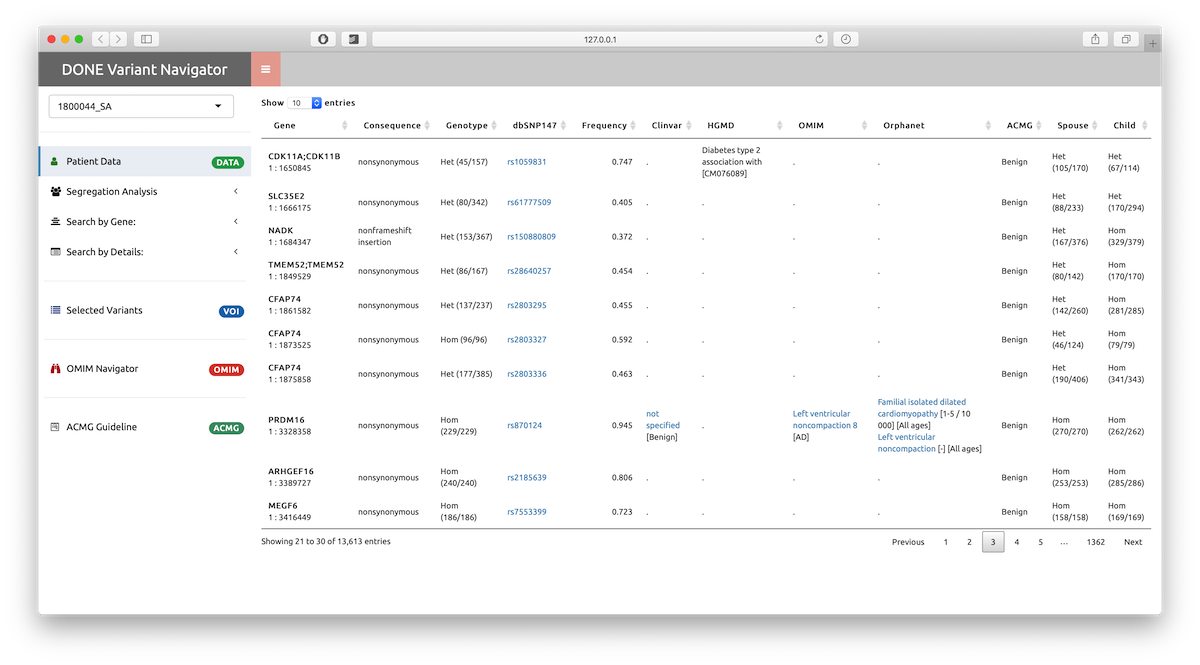 127.0.0.1
DONE Variant Navigator
1800044_SA
Patient Data DATA
Segregation Analysis
Search by Gene:
Search by Details:
Selected Variants VOI
OMIM Navigator OMIM
ACMG Guideline ACMG
Show 10 entries
Gene Consequence Genotype dbSNP147 Frequency Clinvar HGMD OMIM Orphanet ACMG Spouse Child
Diabetes type 2
CDK11A;CDK11B nonsynonymous Het (45/157) rs1059831 0.747 . association with . . Benign Het Het
1 : 1650845 [CM076089] (105/170) (67/114)
SLC35E2 nonsynonymous Het (80/342) rs61777509 0.405 . . . . Benign Het Het
1 : 1666175 (88/233) (170/294)
NADK nonframeshift Het (153/367) rs150880809 0.372 . . . . Benign Het Hom
1 : 1684347 insertion (167/376) (329/379)
TMEM52;TMEM52 nonsynonymous Het (86/167) rs28640257 0.454 . . . . Benign Het Hom
1 : 1849529 (80/142) (170/170)
CFAP74 nonsynonymous Het (137/237) rs2803295 0.455 . . . . Benign Het Hom
1 : 1861582 (142/260) (281/285)
CFAP74 nonsynonymous Hom (96/96) rs2803327 0.592 . . . . Benign Het Hom
1 : 1873525 (46/124) (79/79)
CFAP74 nonsynonymous Het (177/385) rs2803336 0.463 . . . . Benign Het Hom
1 : 1875858 (190/406) (341/343)
Familial isolated dilated
not Left ventricular cardiomyopathy [1-5 / 10
PRDM16 nonsynonymous Hom rs870124 0.945 specified . noncompaction 8 000] [All ages] Benign Hom Hom
1 : 3328358 (229/229) [Benign] [AD] Left ventricular (270/270) (262/262)
noncompaction [-] [All ages]
ARHGEF16 nonsynonymous Hom rs2185639 0.806 . . . . Benign Hom Hom
1 : 3389727 (240/240) (253/253) (285/286)
MEGF6 nonsynonymous Hom rs7553399 0.723 . . . . Benign Hom Hom
1 : 3416449 (186/186) (158/158) (169/169)
Showing 21 to 30 of 13,613 entries
Previous 1 2 3 4 5 … 1362 Next